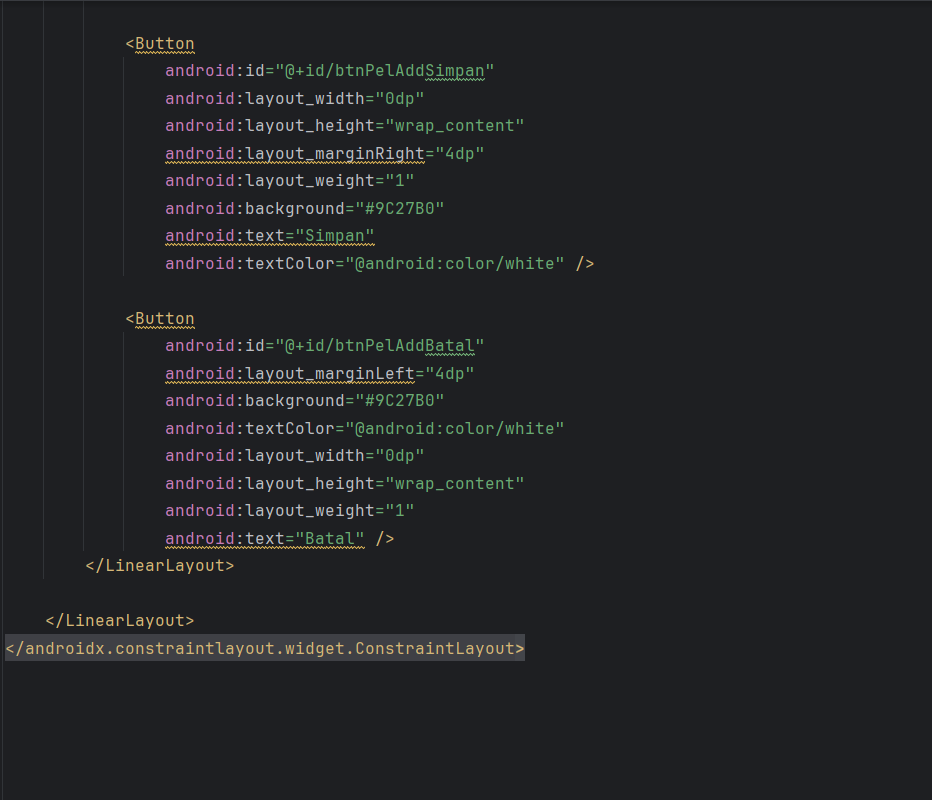 <Button
android:id="@+id/btnPelAddSimpan"
android:layout_width="0dp"
android:layout_height="wrap_content"
android:layout_marginRight="4dp"
android:layout_weight="1"
android:background="#9C27B0"
android:text="Simpan"
android:textColor="@android:color/white" />
<Button
android:id="@+id/btnPelAddBatal"
android:layout_marginLeft="4dp"
android:background="#9C27B0"
android:textColor="@android:color/white"
android:layout_width="0dp"
android:layout_height="wrap_content"
android:layout_weight="1"
android:text="Batal" />
</LinearLayout>
</LinearLayout>
</androidx.constraintlayout.widget.ConstraintLayout>